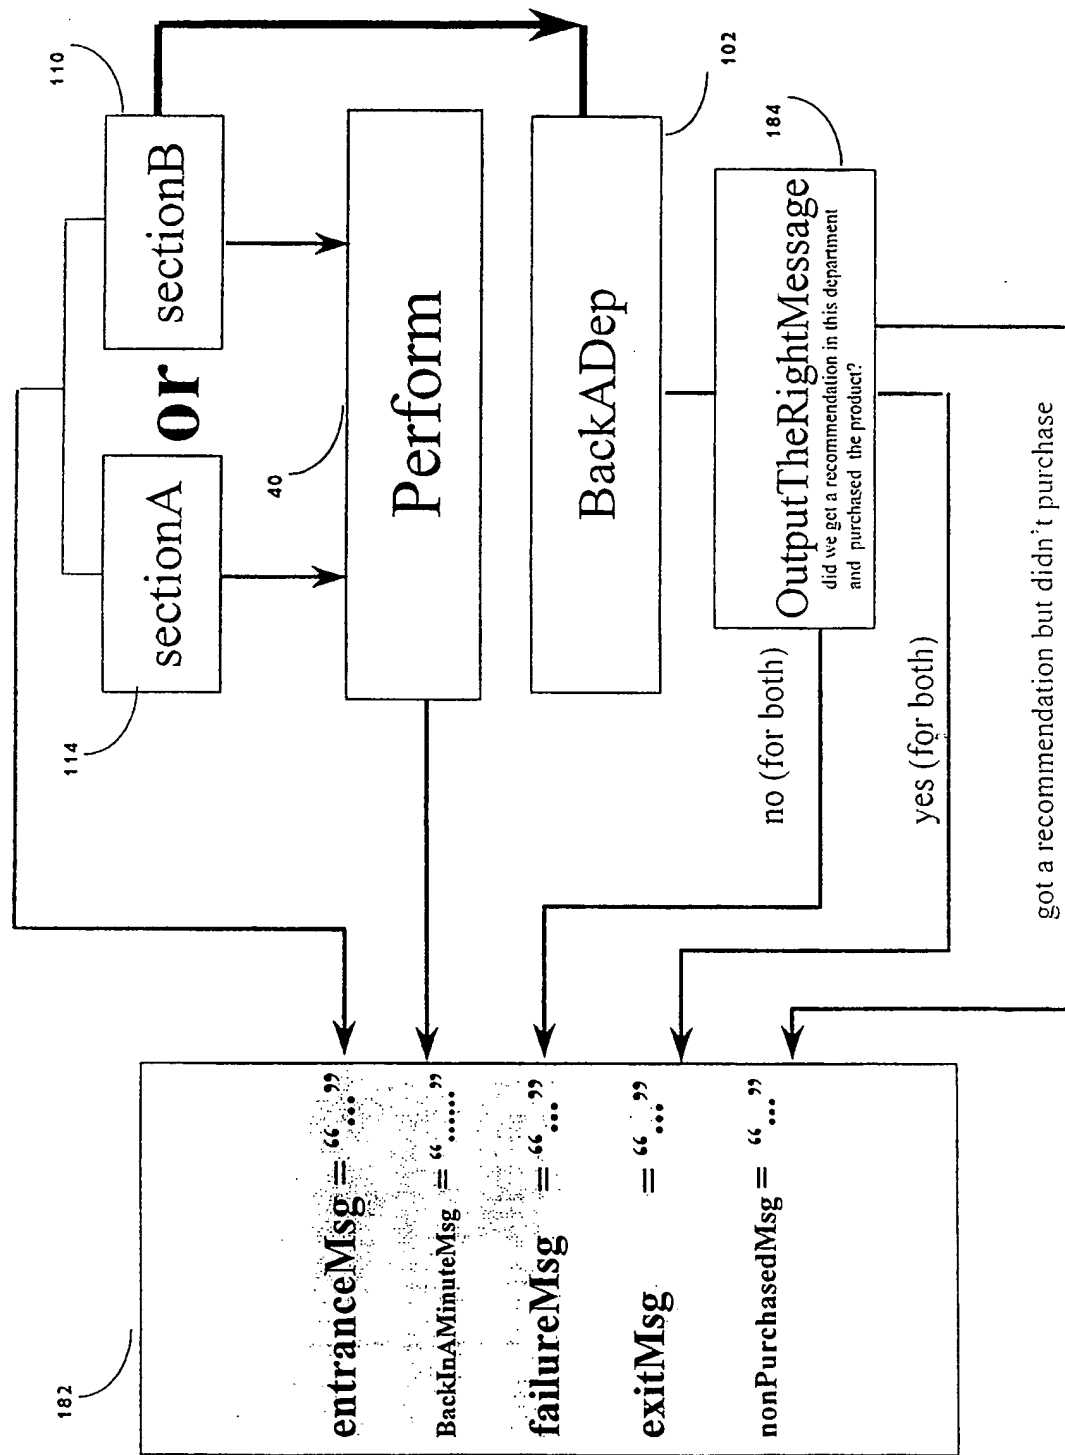 182
entranceMsg = “...”
BackInAMinuteMsg = “......”
failureMsg = “...”
exitMsg = “...”
nonPurchasedMsg = “...”
114
sectionA
or
sectionB
110
40
Perform
BackADep
102
OutputTheRightMessage
did we get a recommendation in this department
and purchased the product?
184
no (for both)
yes (for both)
got a recommendation but didn't purchase